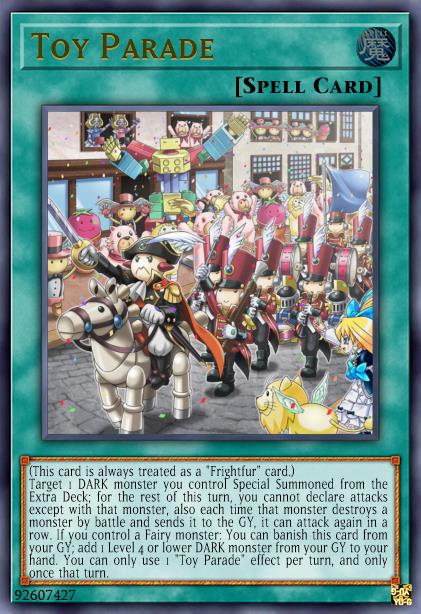 TOY PARADE
魔
[SPELL CARD]
(This card is always treated as a "Frightfur" card.)
Target 1 DARK monster you control Special Summoned from the
Extra Deck; for the rest of this turn, you cannot declare attacks
except with that monster, also each time that monster destroys a
monster by battle and sends it to the GY, it can attack again in a
row. If you control a Fairy monster: You can banish this card from
your GY; add 1 Level 4 or lower DARK monster from your GY to your
hand. You can only use 1 "Toy Parade" effect per turn, and only
once that turn.
92607427